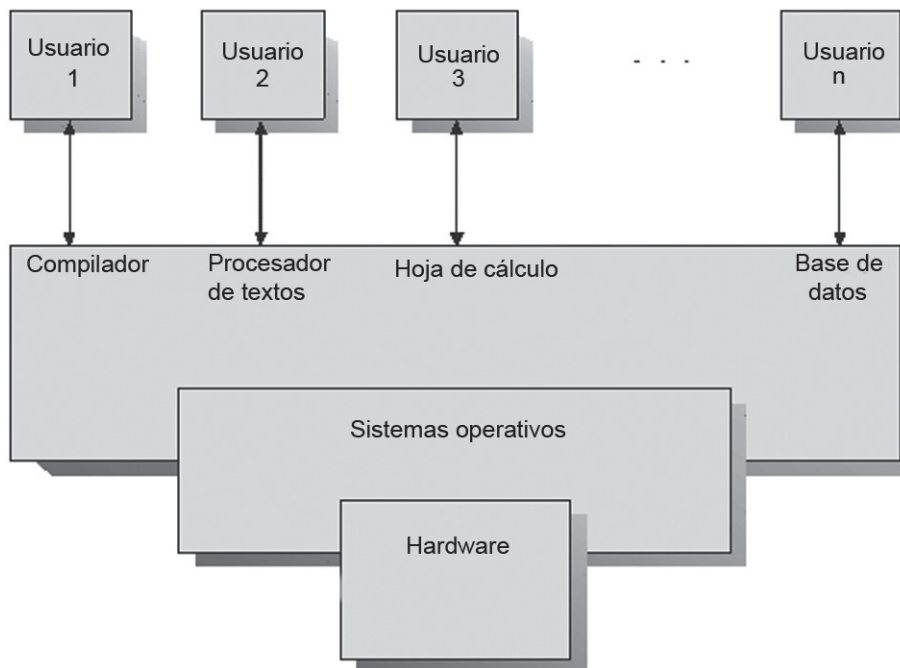 Usuario
1
Usuario
2
Usuario
3
. . .
Usuario
n
Compilador
Procesador
de textos
Hoja de cálculo
Base de
datos
Sistemas operativos
Hardware